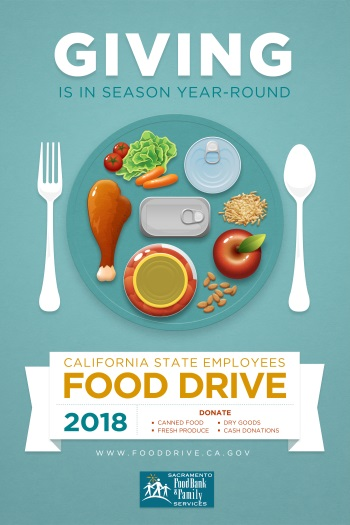 GIVING
IS IN SEASON YEAR-ROUND
CALIFORNIA STATE EMPLOYEES
FOOD DRIVE
2018
DONATE
• CANNED FOOD
• FRESH PRODUCE
• DRY GOODS
• CASH DONATIONS
WWW.FOODDRIVE.CA.GOV
SACRAMENTO
Food Bank
& Family
SERVICES